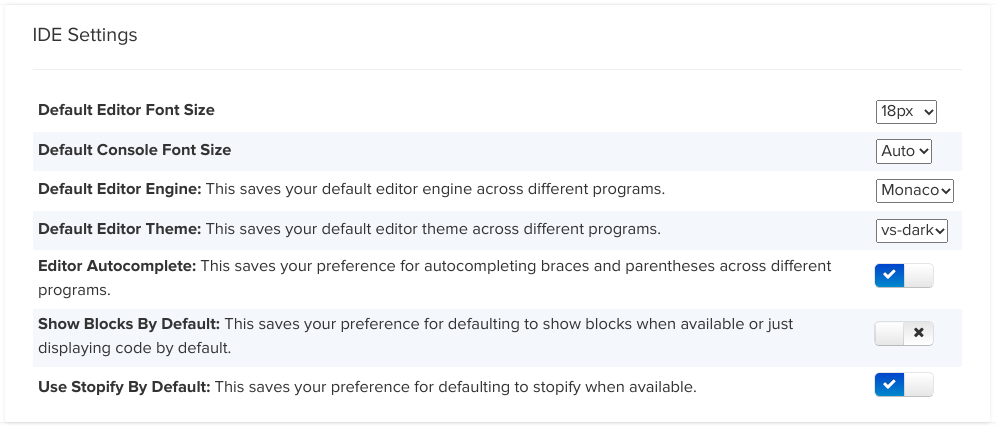 IDE Settings
Default Editor Font Size
18px
Default Console Font Size
Auto
Default Editor Engine: This saves your default editor engine across different programs.
Monaco
Default Editor Theme: This saves your default editor theme across different programs.
vs-dark
Editor Autocomplete: This saves your preference for autocompleting braces and parentheses across different
programs.
Show Blocks By Default: This saves your preference for defaulting to show blocks when available or just
displaying code by default.
Use Stopify By Default: This saves your preference for defaulting to stopify when available.